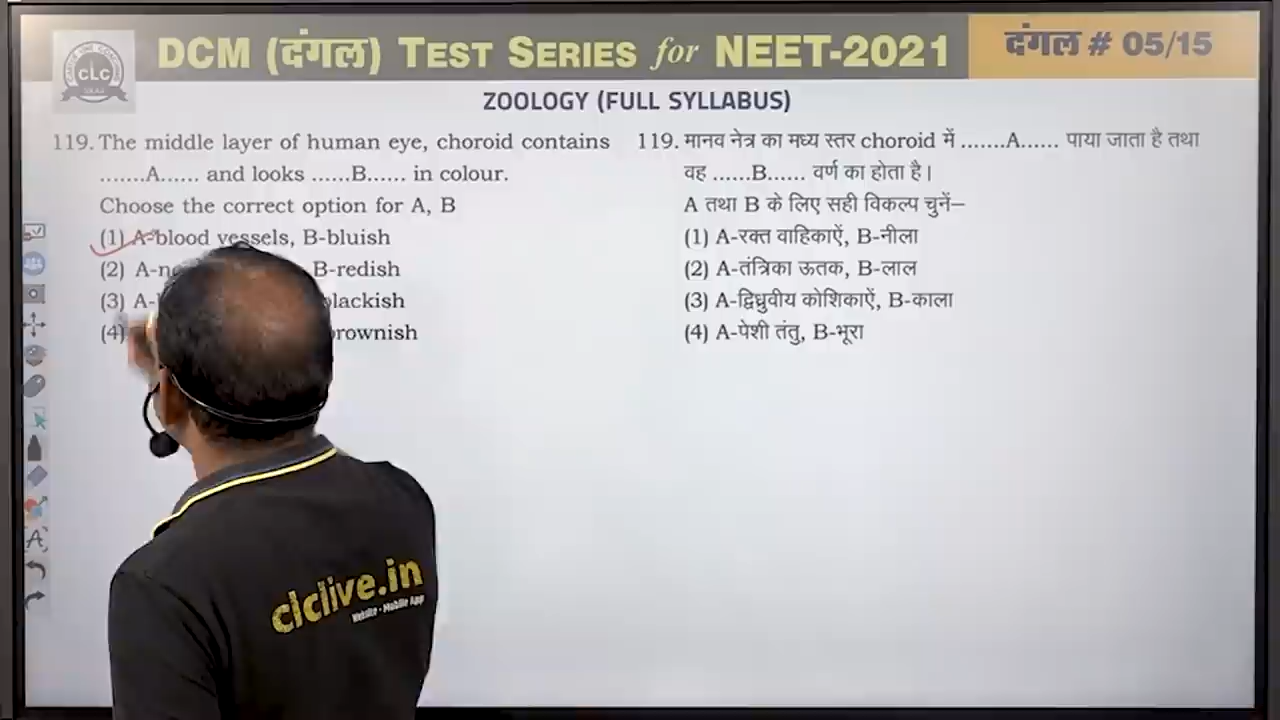 DCM (दंगल) TEST SERIES for NEET-2021
दंगल # 05/15
CLC
ZOOLOGY (FULL SYLLABUS)
119. The middle layer of human eye, choroid contains
.......A...... and looks ......B...... in colour.
Choose the correct option for A, B
(1) A-blood vessels, B-bluish
(2) B-redish
(3)
(4)
119. मानव नेत्र का मध्य स्तर choroid में .......A...... पाया जाता है तथा
वह ......B...... वर्ण का होता है।
A तथा B के लिए सही विकल्प चुनें–
(1) A-रक्त वाहिकाऐं, B-नीला
(2) A-तंत्रिका ऊतक, B-लाल
(3) A-द्विध्रुवीय कोशिकाऐं, B-काला
(4) A-पेशी तंतु, B-भूरा
clclive.in
Website - Mobile App